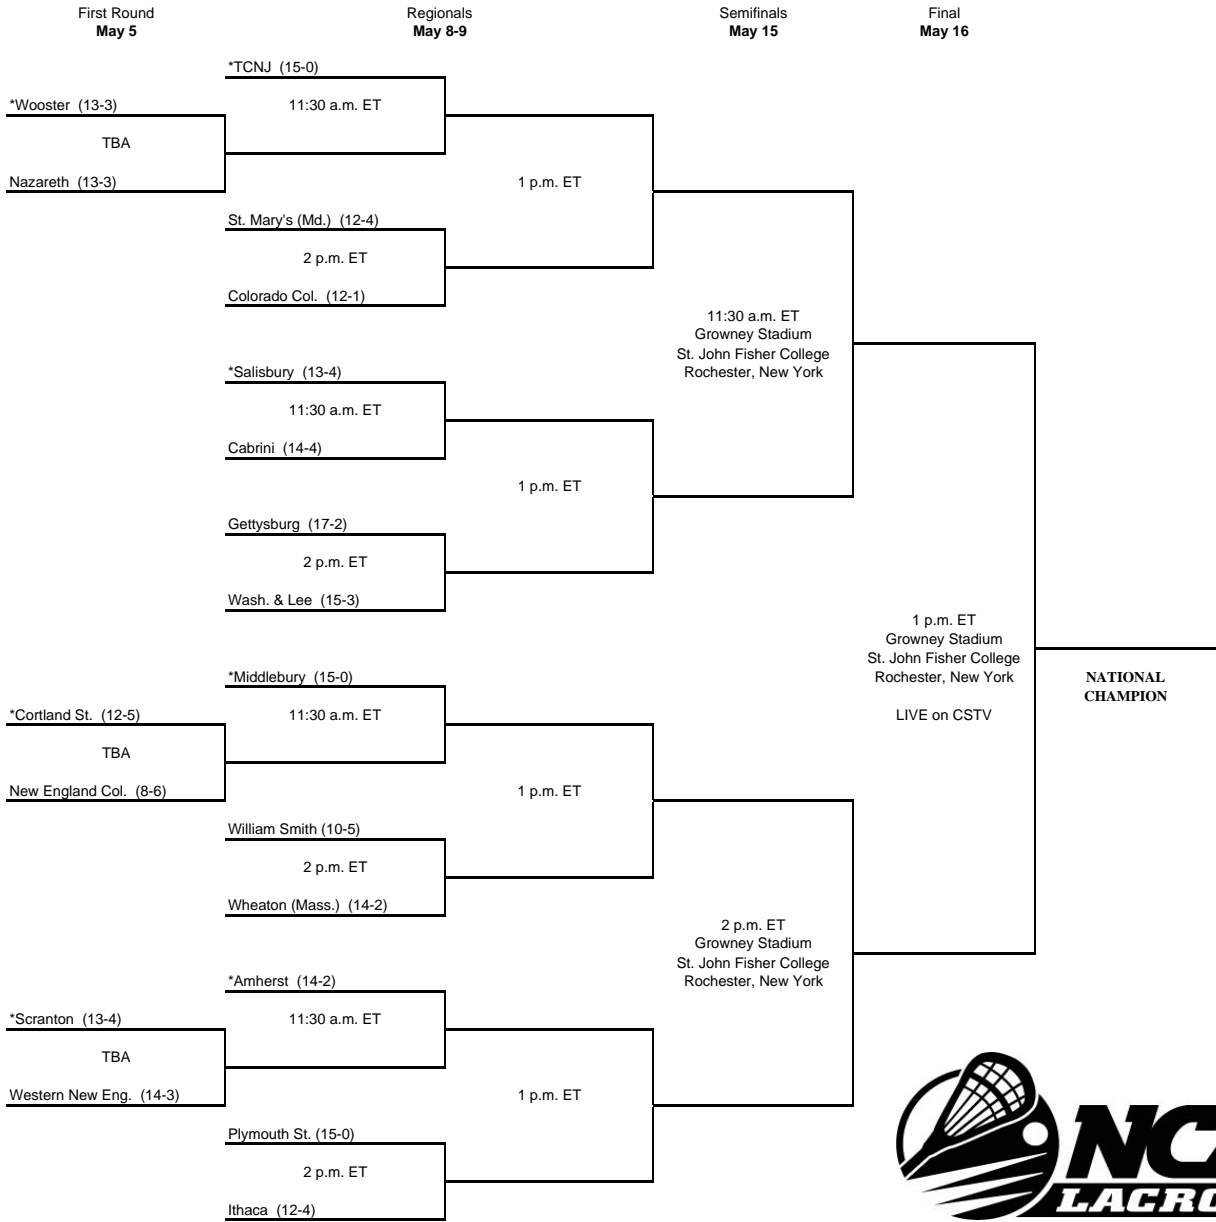 First Round
May 5
Regionals
May 8-9
Semifinals
May 15
Final
May 16
*TCNJ (15-0)
*Wooster (13-3)
11:30 a.m. ET
TBA
Nazareth (13-3)
1 p.m. ET
St. Mary's (Md.) (12-4)
2 p.m. ET
Colorado Col. (12-1)
11:30 a.m. ET
Growney Stadium
St. John Fisher College
Rochester, New York
*Salisbury (13-4)
11:30 a.m. ET
Cabrini (14-4)
1 p.m. ET
Gettysburg (17-2)
2 p.m. ET
Wash. & Lee (15-3)
1 p.m. ET
Growney Stadium
St. John Fisher College
Rochester, New York
LIVE on CSTV
NATIONAL
CHAMPION
*Middlebury (15-0)
*Cortland St. (12-5)
11:30 a.m. ET
TBA
New England Col. (8-6)
1 p.m. ET
William Smith (10-5)
2 p.m. ET
Wheaton (Mass.) (14-2)
2 p.m. ET
Growney Stadium
St. John Fisher College
Rochester, New York
*Amherst (14-2)
*Scranton (13-4)
11:30 a.m. ET
TBA
Western New Eng. (14-3)
1 p.m. ET
Plymouth St. (15-0)
2 p.m. ET
Ithaca (12-4)